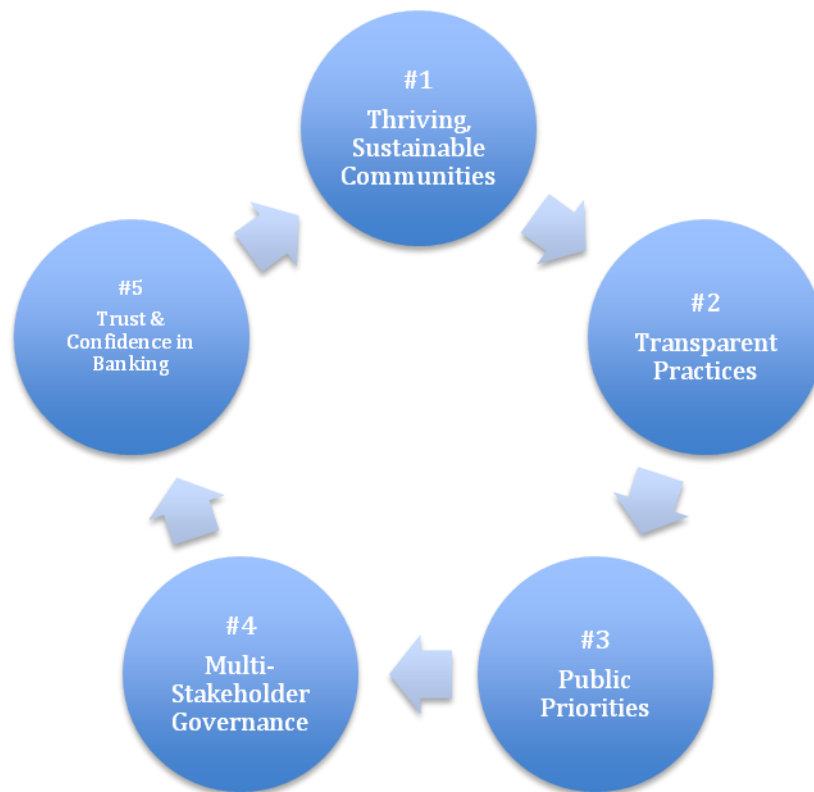 #1
Thriving,
Sustainable
Communities
#2
Transparent
Practices
#3
Public
Priorities
#4
Multi-
Stakeholder
Governance
#5
Trust &
Confidence in
Banking